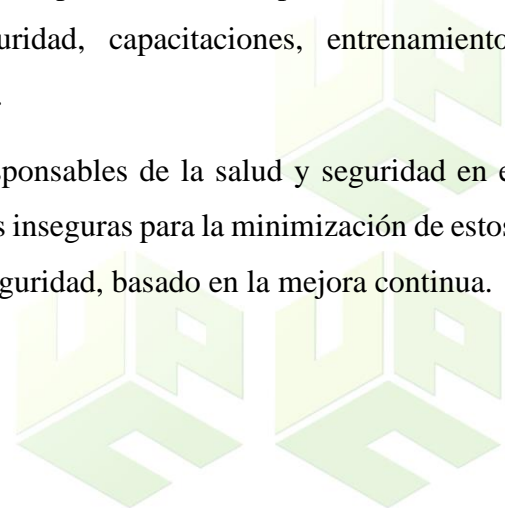 uridad, capacitaciones, entrenamiento
.
sponsables de la salud y seguridad en e
s inseguras para la minimización de estos
guridad, basado en la mejora continua.